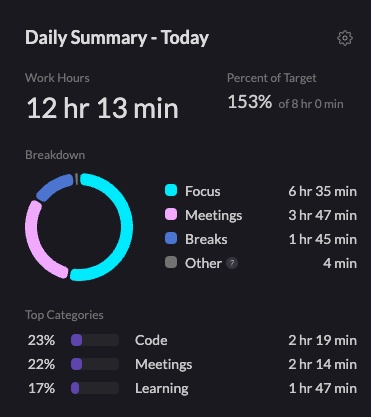 Daily Summary - Today
Work Hours
Percent of Target
12 hr 13 min
153% of 8 hr 0 min
Breakdown
Focus 6 hr 35 min
Meetings 3 hr 47 min
Breaks 1 hr 45 min
Other ? 4 min
Top Categories
23% Code 2 hr 19 min
22% Meetings 2 hr 14 min
17% Learning 1 hr 47 min